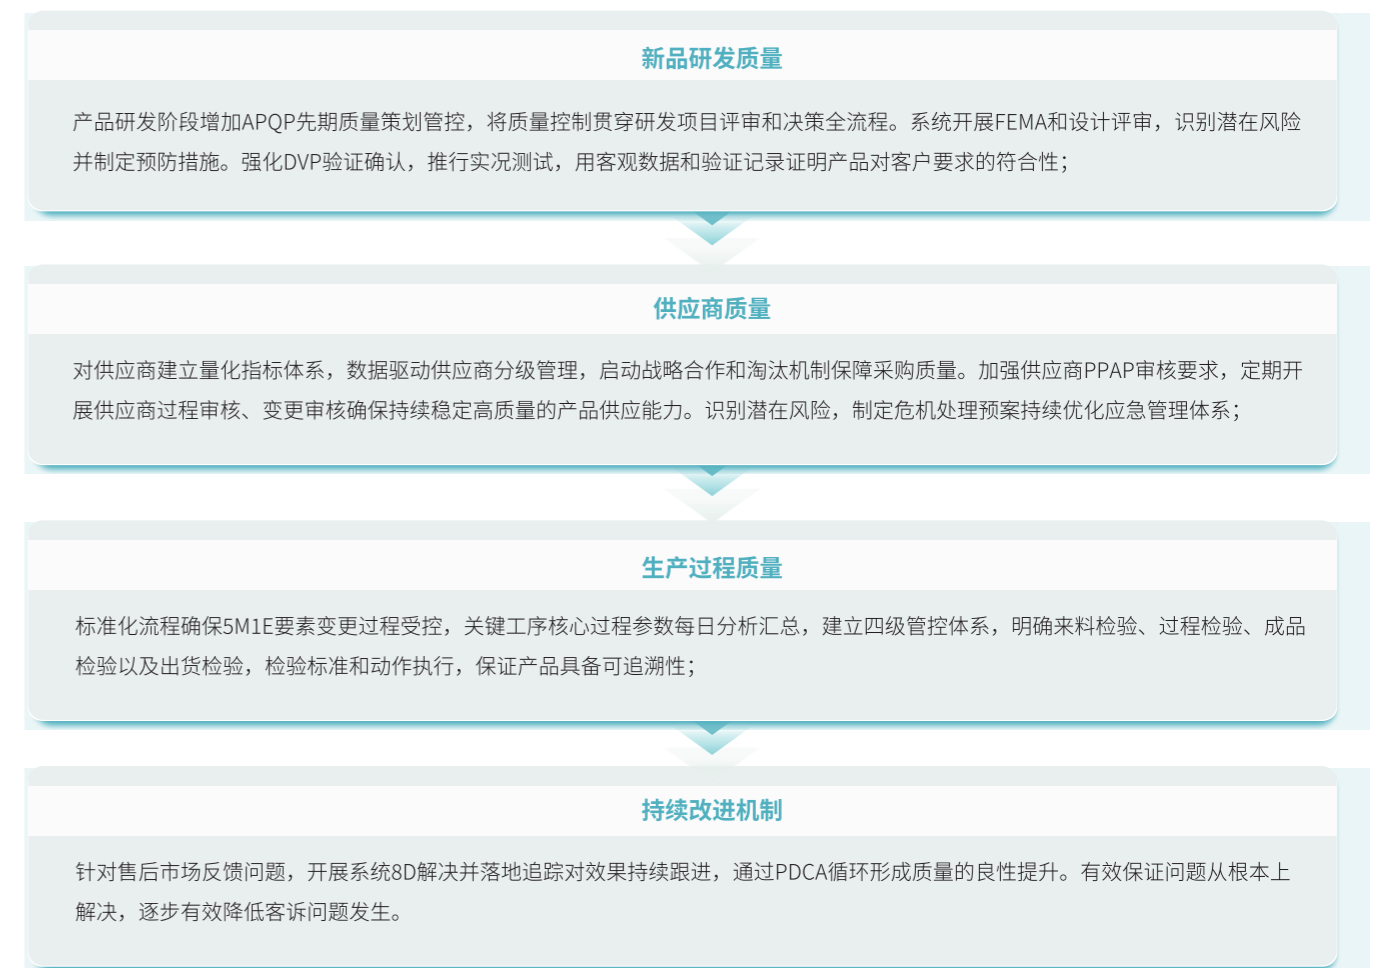 新品研发质量
产品研发阶段增加APQP先期质量策划管控，将质量控制贯穿研发项目评审和决策全流程。系统开展FEMA和设计评审，识别潜在风险
并制定预防措施。强化DVP验证确认，推行实况测试，用客观数据和验证记录证明产品对客户要求的符合性；
供应商质量
对供应商建立量化指标体系，数据驱动供应商分级管理，启动战略合作和淘汰机制保障采购质量。加强供应商PPAP审核要求，定期开
展供应商过程审核、变更审核确保持续稳定高质量的产品供应能力。识别潜在风险，制定危机处理预案持续优化应急管理体系；
生产过程质量
标准化流程确保5M1E要素变更过程受控，关键工序核心过程参数每日分析汇总，建立四级管控体系，明确来料检验、过程检验、成品
检验以及出货检验，检验标准和动作执行，保证产品具备可追溯性；
持续改进机制
针对售后市场反馈问题，开展系统8D解决并落地追踪对效果持续跟进，通过PDCA循环形成质量的良性提升。有效保证问题从根本上
解决，逐步有效降低客诉问题发生。